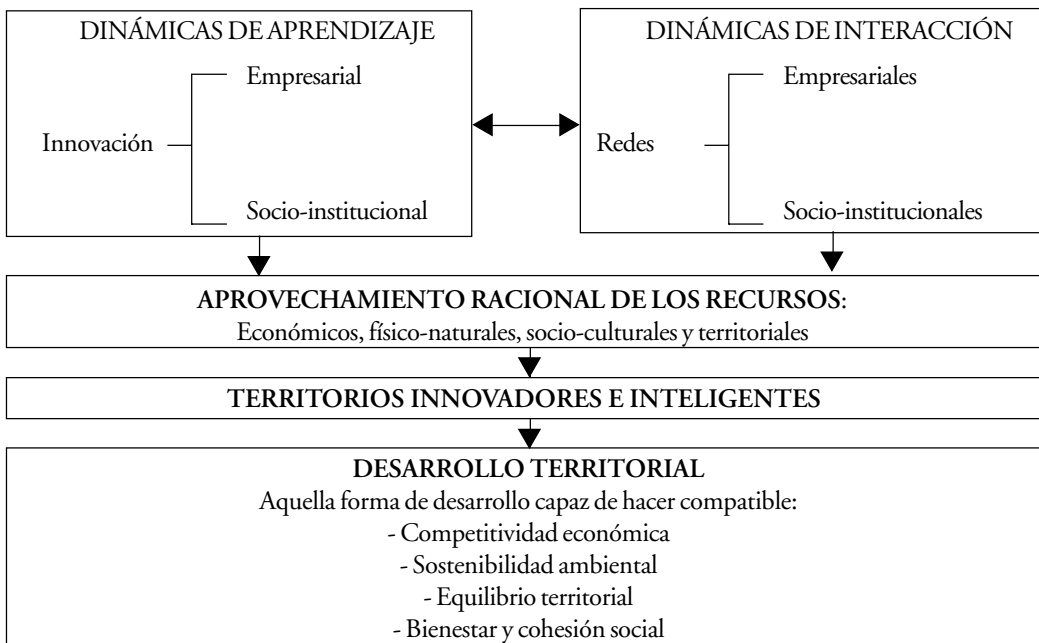 DINÁMICAS DE APRENDIZAJE
Empresarial
Innovación
Socio-institucional
DINÁMICAS DE INTERACCIÓN
Empresariales
Redes
Socio-institucionales
APROVECHAMIENTO RACIONAL DE LOS RECURSOS:
Económicos, físico-naturales, socio-culturales y territoriales
TERRITORIOS INNOVADORES E INTELIGENTES
DESARROLLO TERRITORIAL
Aquella forma de desarrollo capaz de hacer compatible:
- Competitividad económica
- Sostenibilidad ambiental
- Equilibrio territorial
- Bienestar y cohesión social